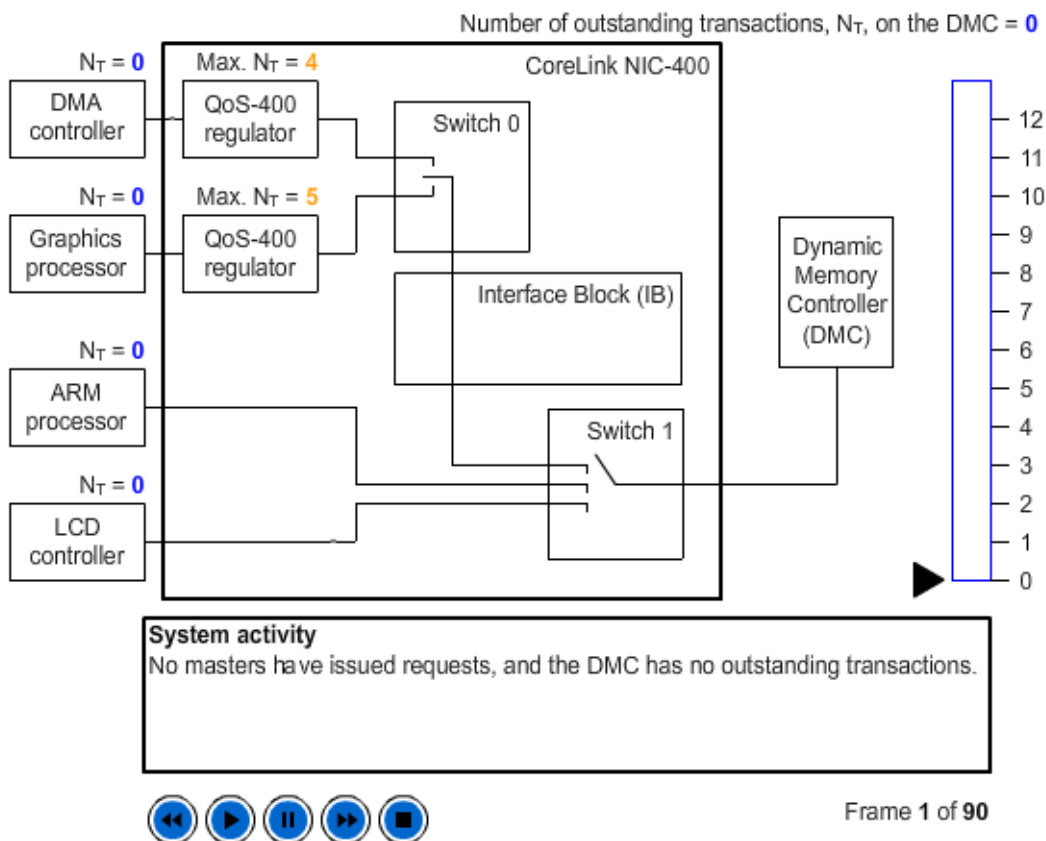 Number of outstanding transactions, NT, on the DMC = 0
NT = 0
Max. NT = 4
CoreLink NIC-400
DMA
controller
QoS-400
regulator
Switch 0
NT = 0
Max. NT = 5
Graphics
processor
QoS-400
regulator
Interface Block (IB)
Dynamic
Memory
Controller
(DMC)
NT = 0
ARM
processor
Switch 1
NT = 0
LCD
controller
12
11
10
9
8
7
6
5
4
3
2
1
0
System activity
No masters have issued requests, and the DMC has no outstanding transactions.
Frame 1 of 90